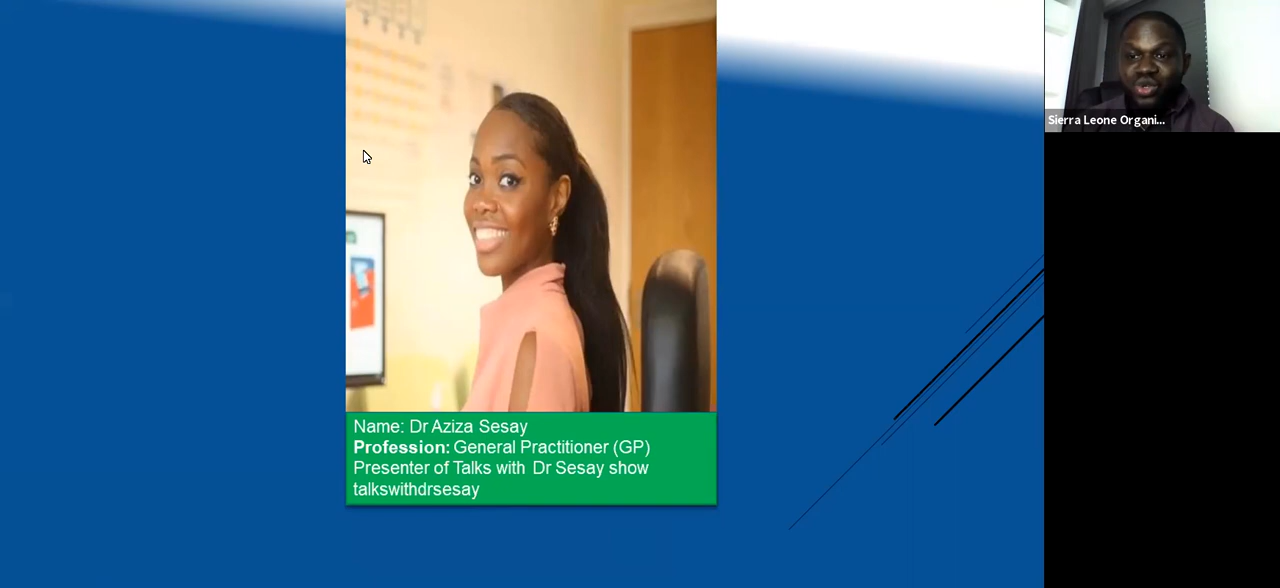 Name: Dr Aziza Sesay
Profession: General Practitioner (GP)
Presenter of Talks with Dr Sesay show
talkswithdrsesay
Sierra Leone Organi...